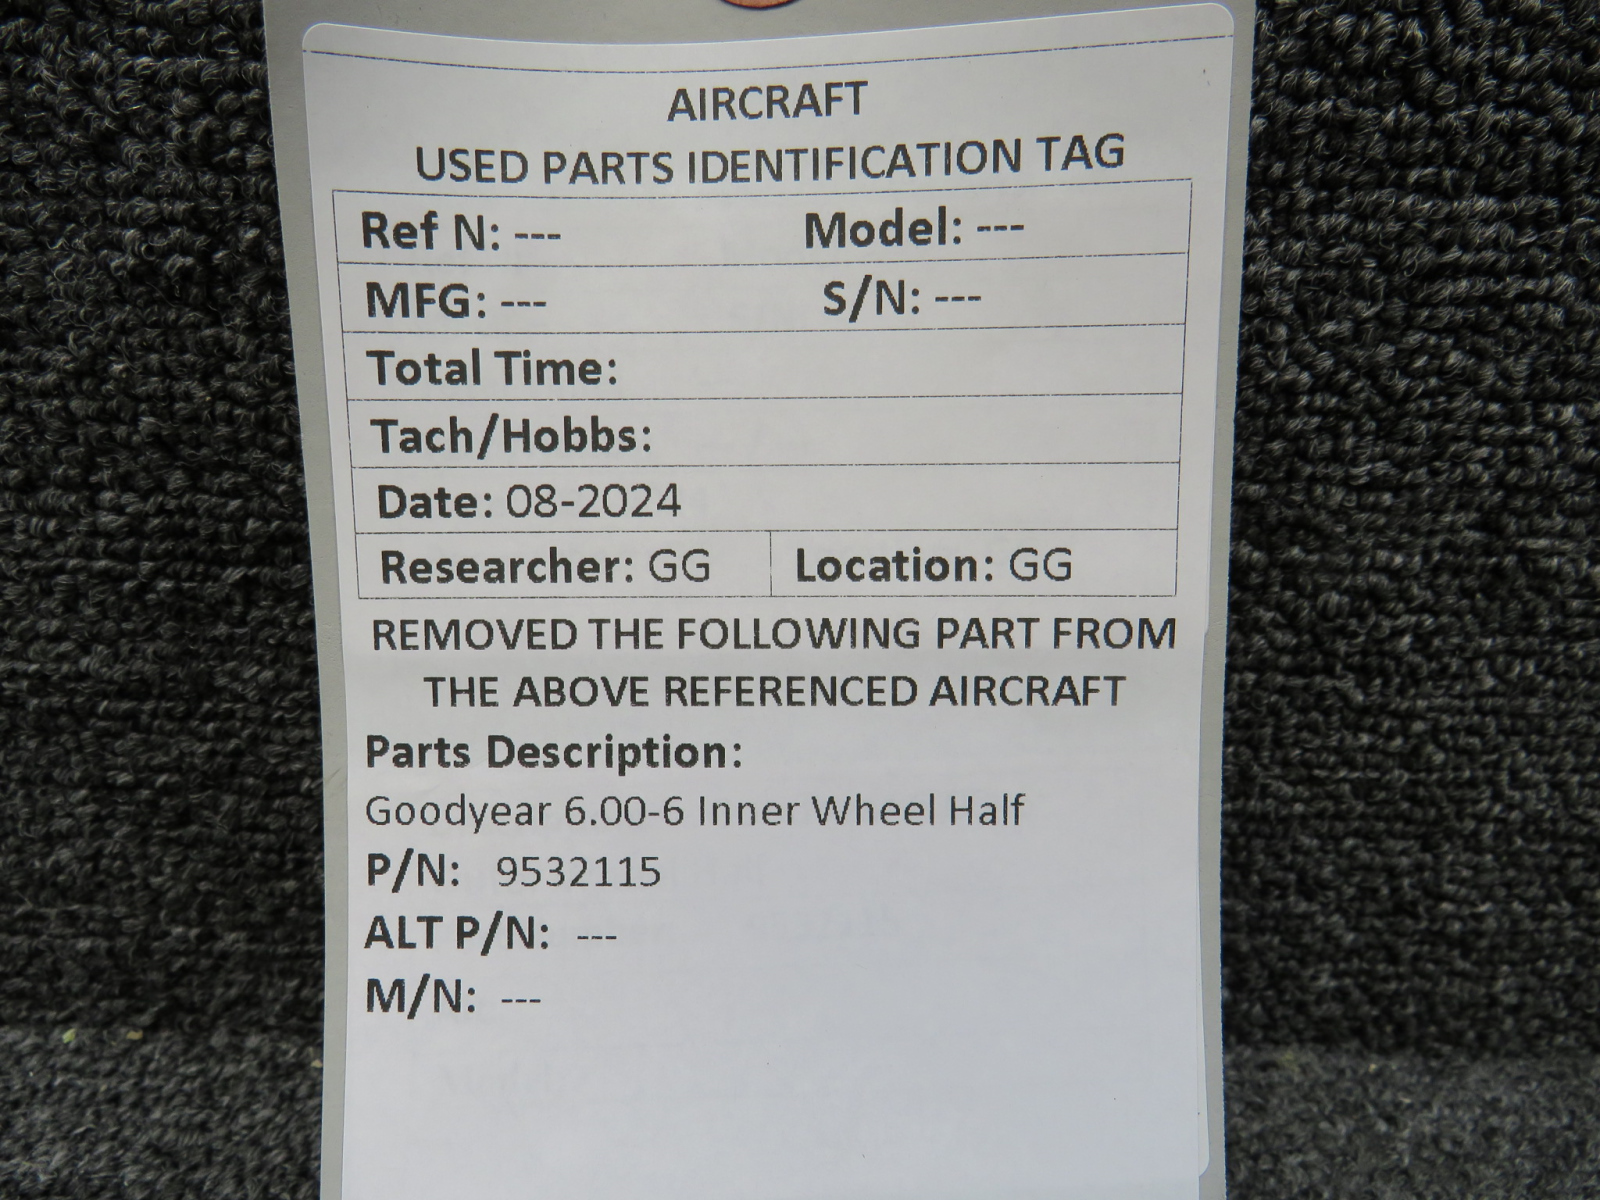 AIRCRAFT
USED PARTS IDENTIFICATION TAG
Ref N: --- Model: ---
MFG: --- S/N: ---
Total Time:
Tach/Hobbs:
Date: 08-2024
Researcher: GG Location: GG
REMOVED THE FOLLOWING PART FROM
THE ABOVE REFERENCED AIRCRAFT
Parts Description:
Goodyear 6.00-6 Inner Wheel Half
P/N: 9532115
ALT P/N: ---
M/N: ---